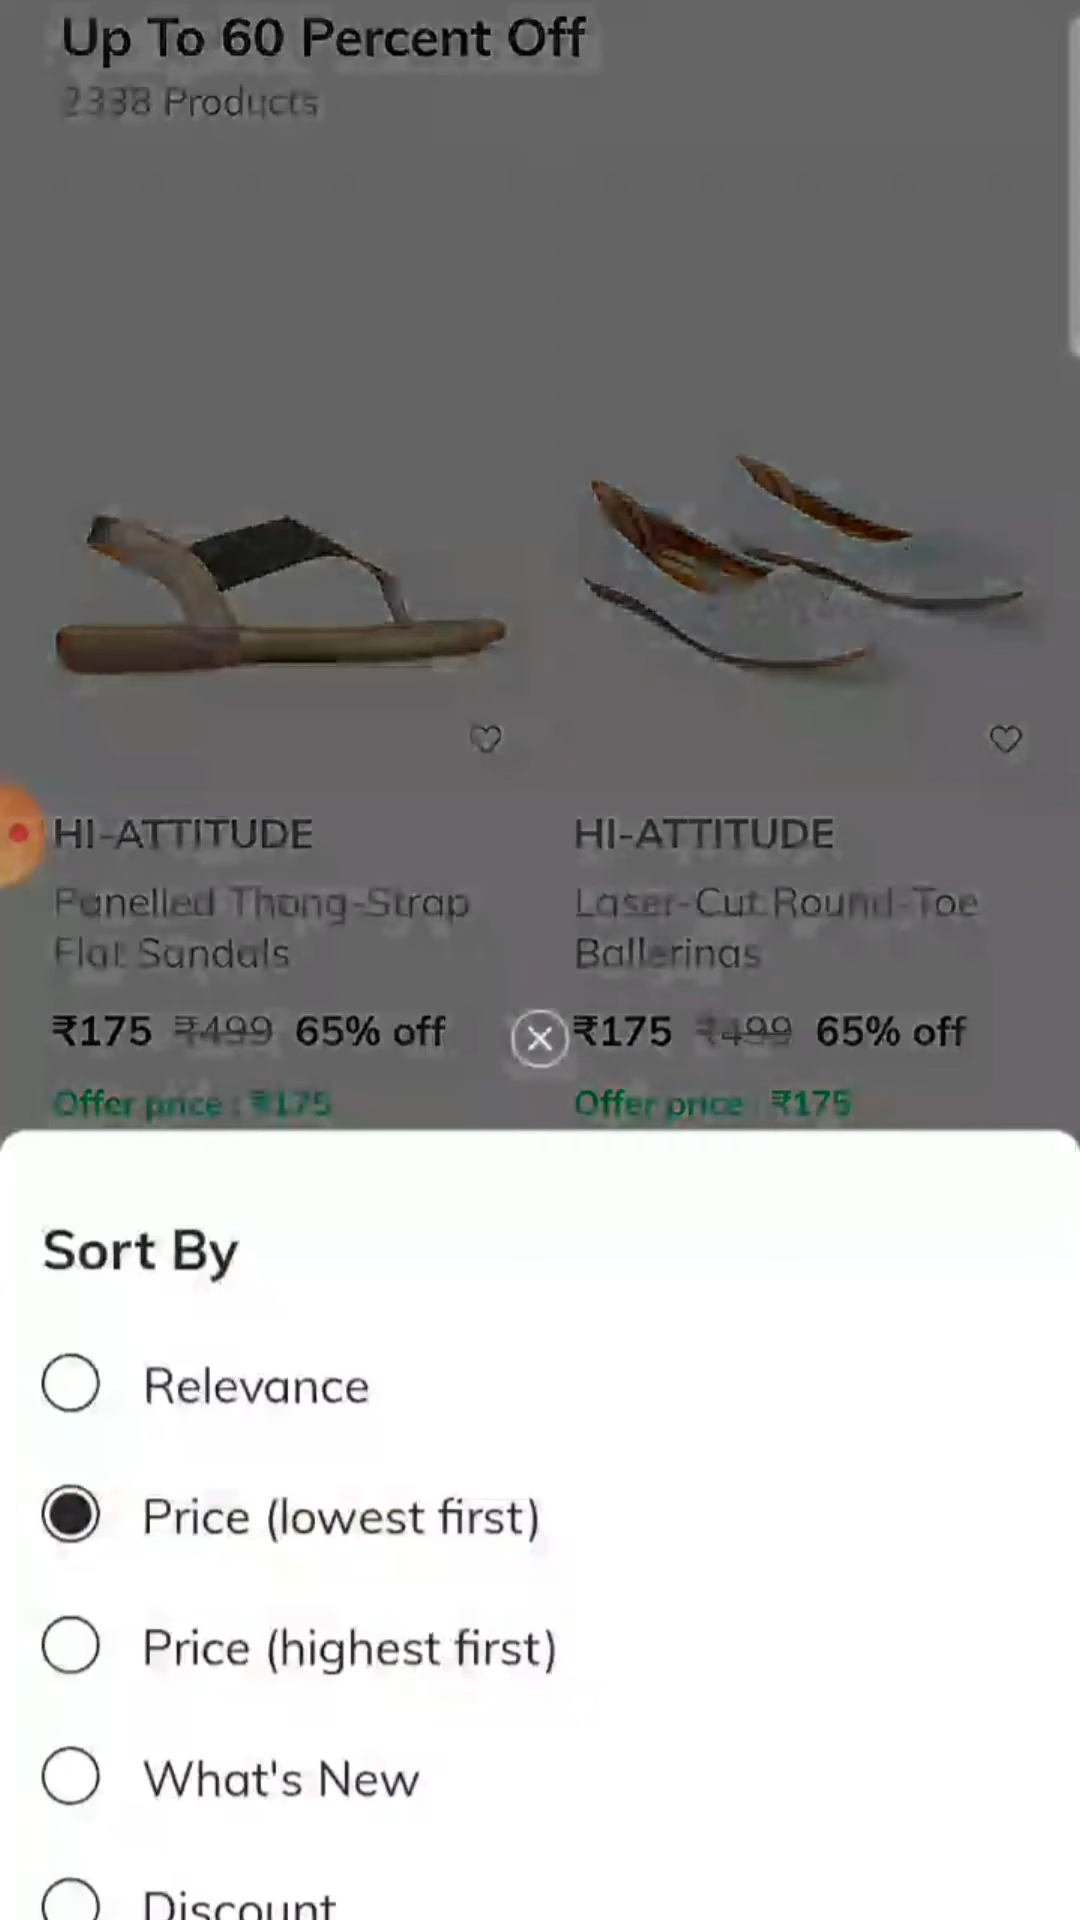 Up To 60 Percent Off
2338 Products
HI-ATTITUDE
Panelled Thong-Strap
Flat Sandals
₹175 ₹499 65% off
Offer price : ₹175
HI-ATTITUDE
Laser-Cut Round-Toe
Ballerinas
₹175 ₹499 65% off
Offer price : ₹175
Sort By
Relevance
Price (lowest first)
Price (highest first)
What's New
Discount